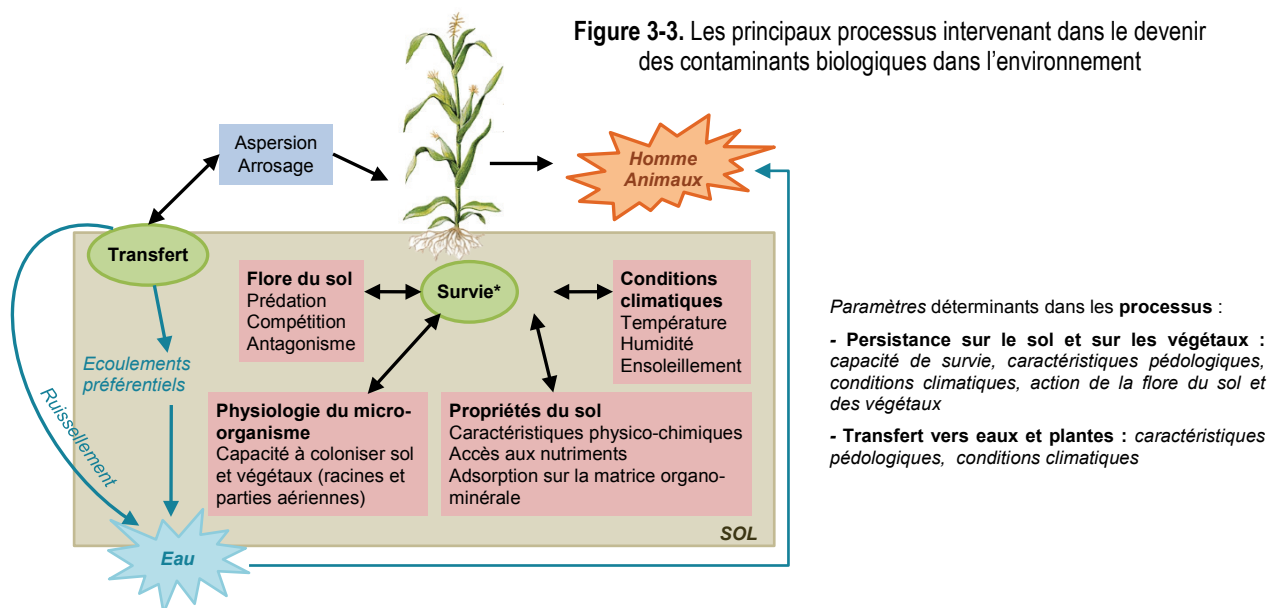 Figure 3-3. Les principaux processus intervenant dans le devenir
des contaminants biologiques dans l'environnement
Aspersion
Arrosage
Homme
Animaux
Transfert
Flore du sol
Prédation
Compétition
Antagonisme
Survie*
Conditions
climatiques
Température
Humidité
Ensoleillement
Ecoulements
préférentiels
Ruissellement
Physiologie du micro-
organisme
Capacité à coloniser sol
et végétaux (racines et
parties aériennes)
Propriétés du sol
Caractéristiques physico-chimiques
Accès aux nutriments
Adsorption sur la matrice organo-
minérale
SOL
Eau
Paramètres déterminants dans les processus :
- Persistance sur le sol et sur les végétaux :
capacité de survie, caractéristiques pédologiques,
conditions climatiques, action de la flore du sol et
des végétaux
- Transfert vers eaux et plantes : caractéristiques
pédologiques, conditions climatiques